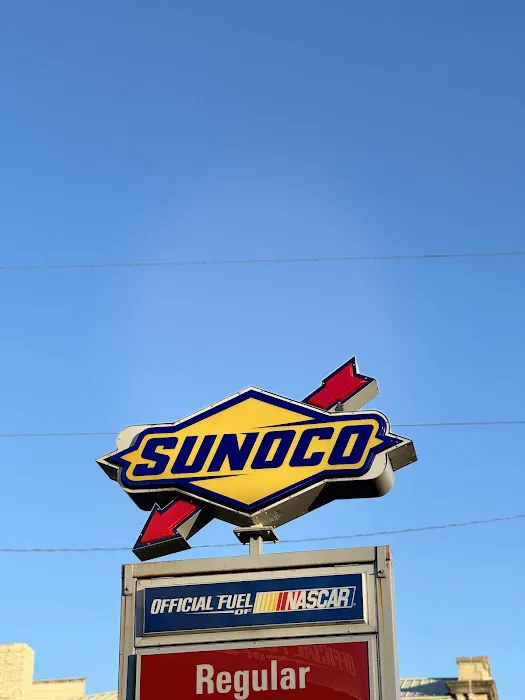 SUNOCO
OFFICIAL FUEL OF NASCAR
Regular